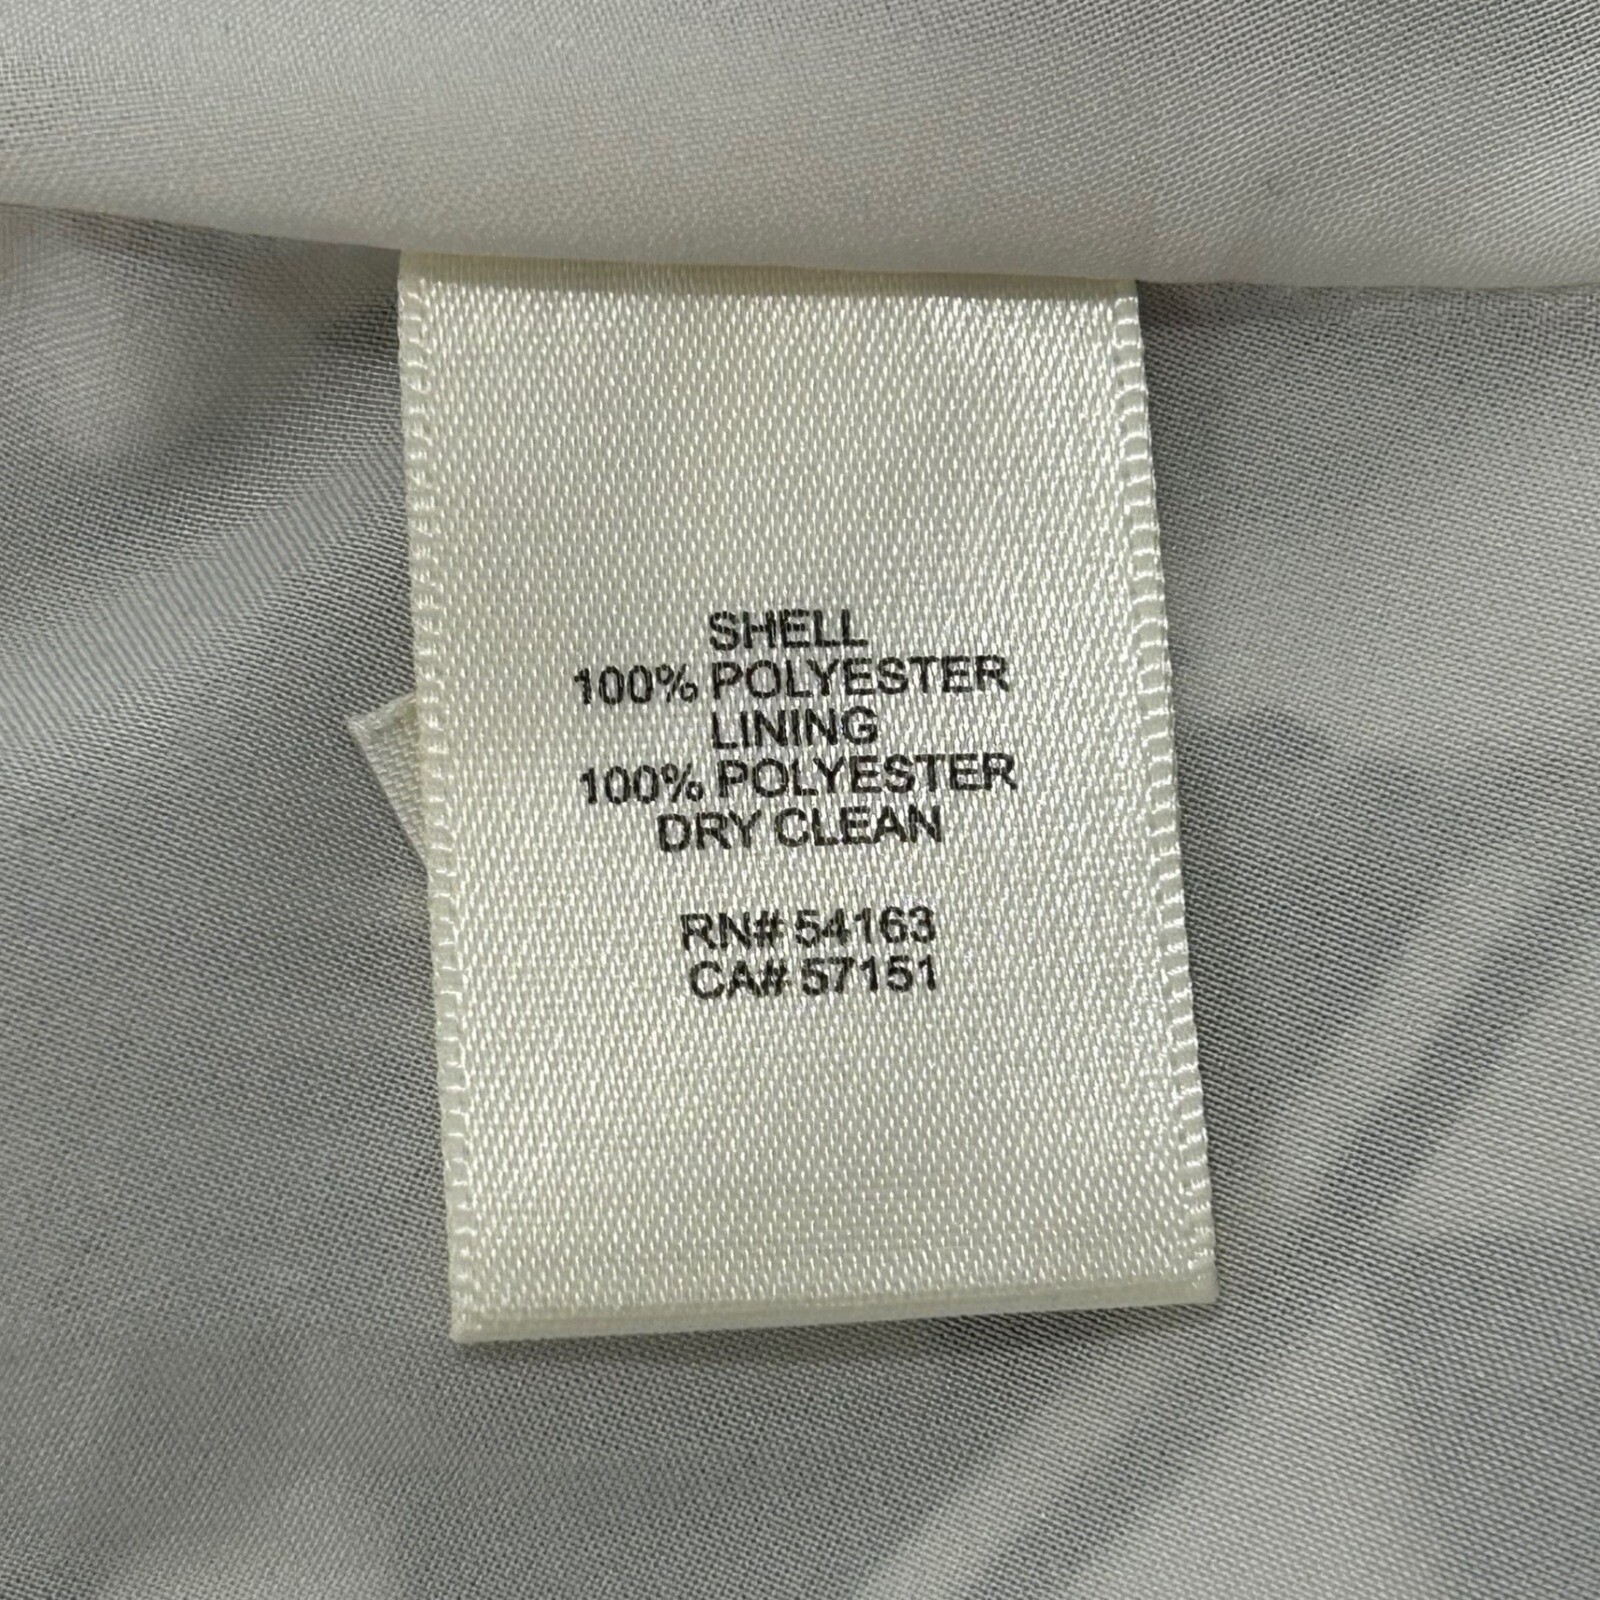 SHELL
100% POLYESTER
LINING
100% POLYESTER
DRY CLEAN
RN# 54163
CA# 57151